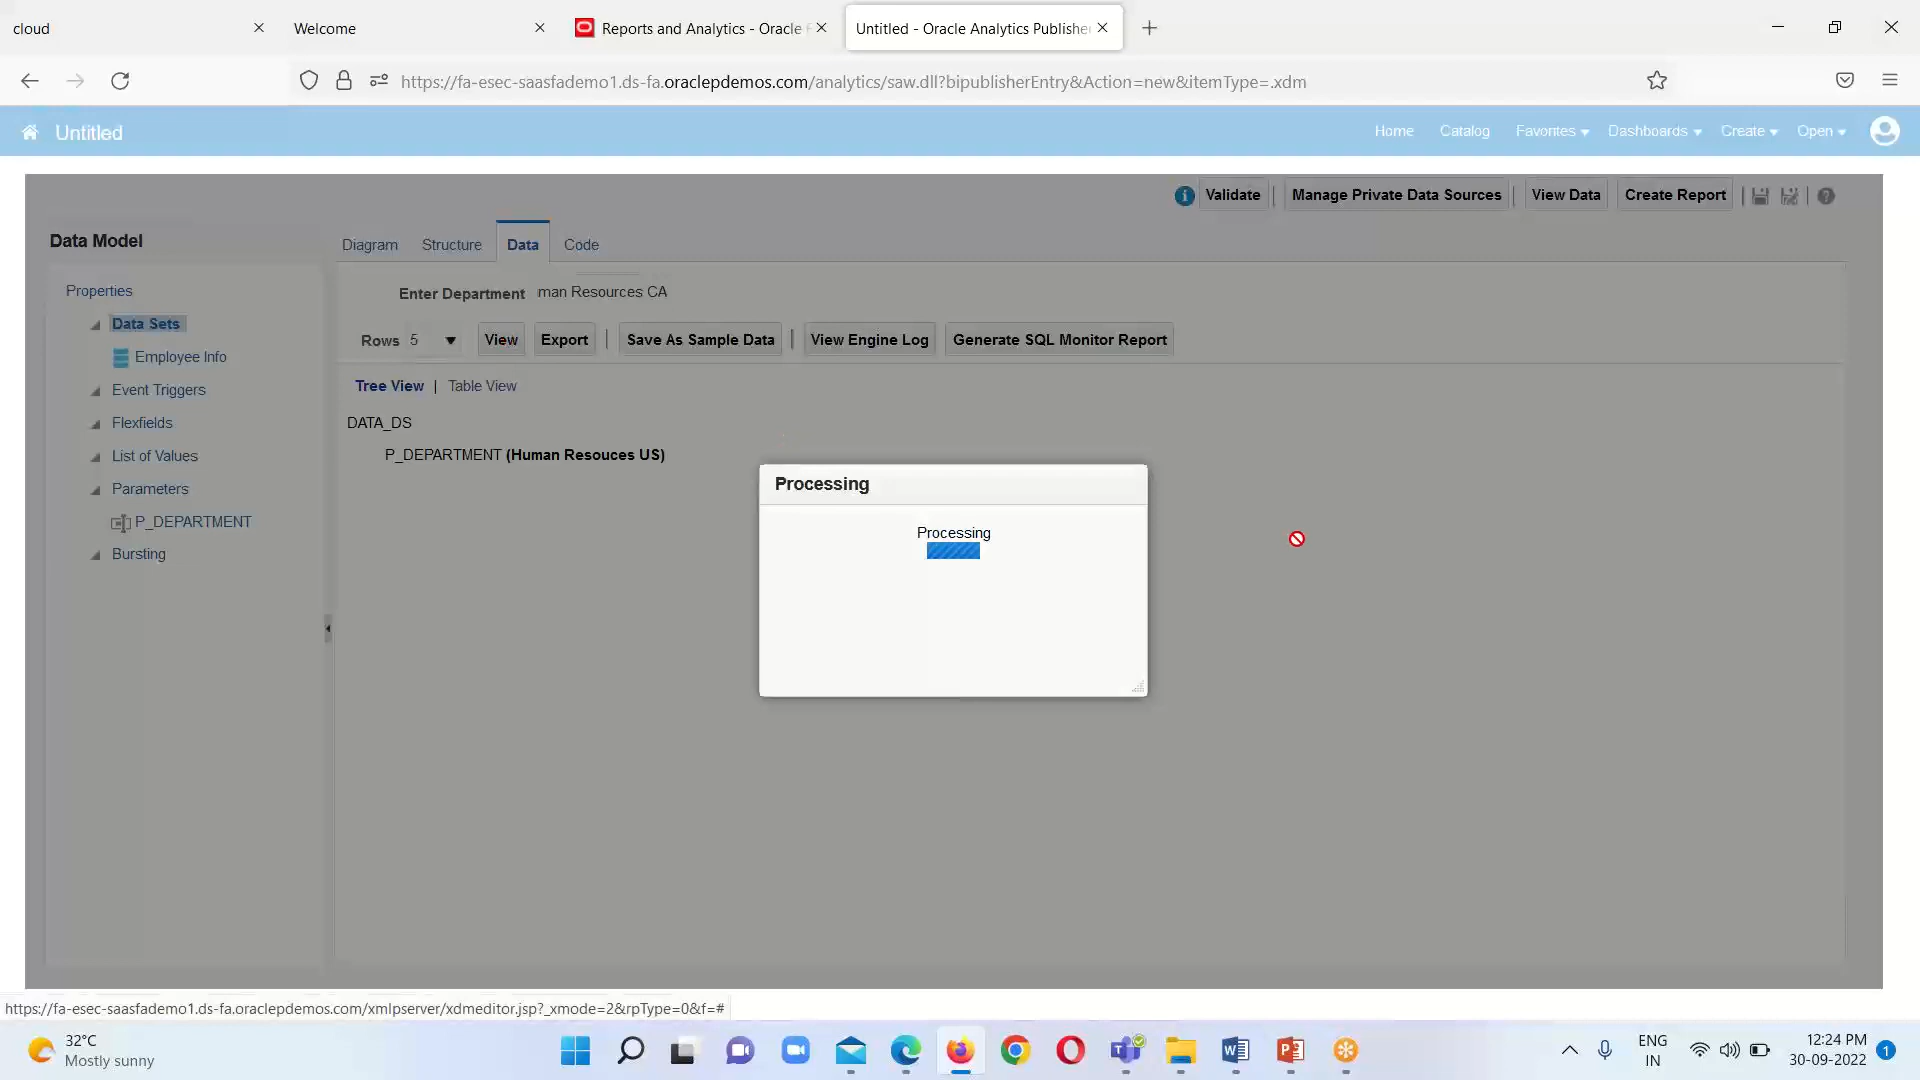 cloud
Welcome
Reports and Analytics - Oracle F
Untitled - Oracle Analytics Publishe
https://fa-esec-saasfademo1.ds-fa.oraclepdemos.com/analytics/saw.dll?bipublisherEntry&Action=new&itemType=.xdm
Untitled
Home
Catalog
Favorites
Dashboards
Create
Open
Validate
Manage Private Data Sources
View Data
Create Report
Data Model
Diagram
Structure
Data
Code
Properties
Data Sets
Employee Info
Event Triggers
Flexfields
List of Values
Parameters
P_DEPARTMENT
Bursting
Enter Department
man Resources CA
Rows 5
View
Export
Save As Sample Data
View Engine Log
Generate SQL Monitor Report
Tree View | Table View
DATA_DS
P_DEPARTMENT (Human Resouces US)
Processing
Processing
https://fa-esec-saasfademo1.ds-fa.oraclepdemos.com/xmlpserver/xdmeditor.jsp?_xmode=2&rpType=0&f=#
32°C
Mostly sunny
ENG
IN
12:24 PM
30-09-2022
1